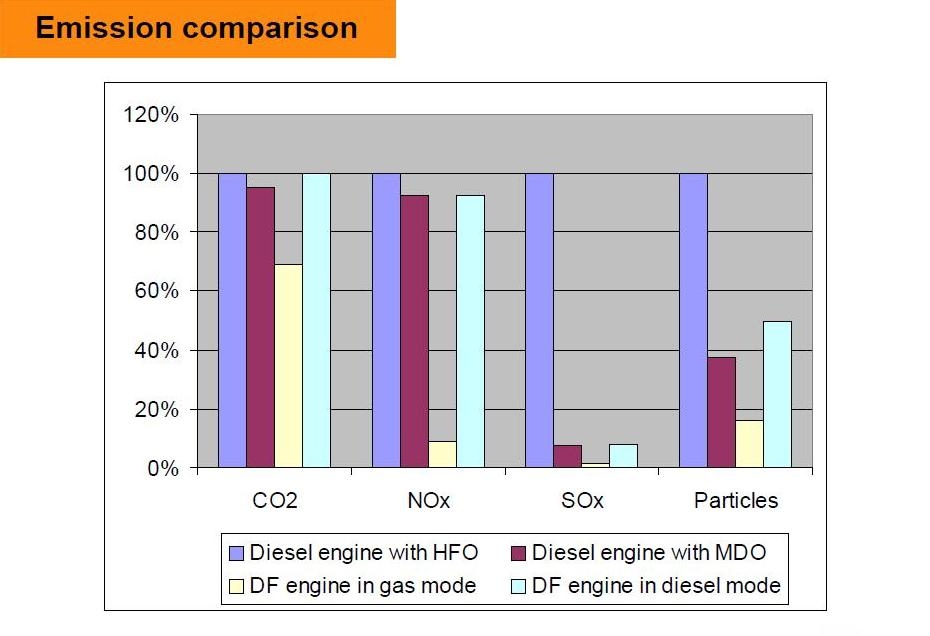 Emission comparison
120%
100%
80%
60%
40%
20%
0%
CO2 NOx SOx Particles
Diesel engine with HFO Diesel engine with MDO
DF engine in gas mode DF engine in diesel mode